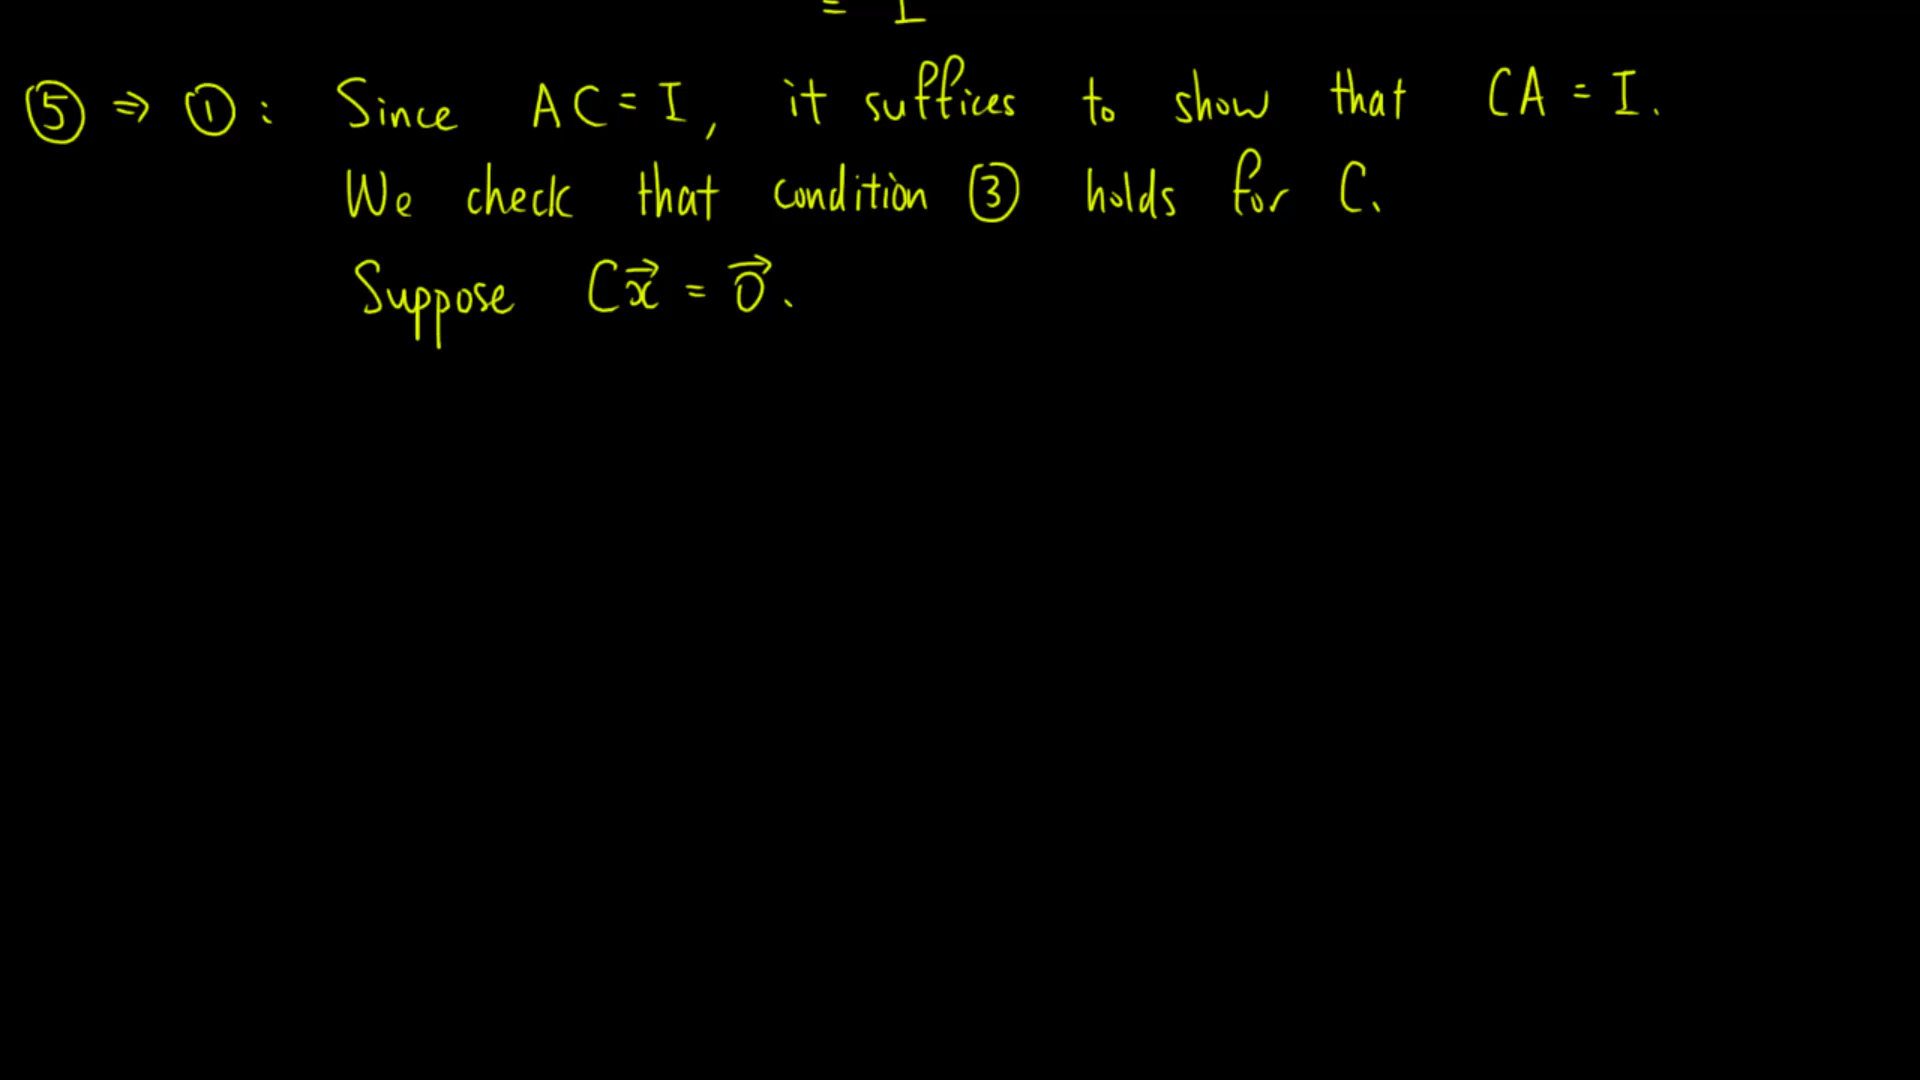 = I
⑤ ⇒ ①: Since AC = I, it suffices to show that CA = I.
We check that condition ③ holds for C.
Suppose Cx⃗ = 0⃗.